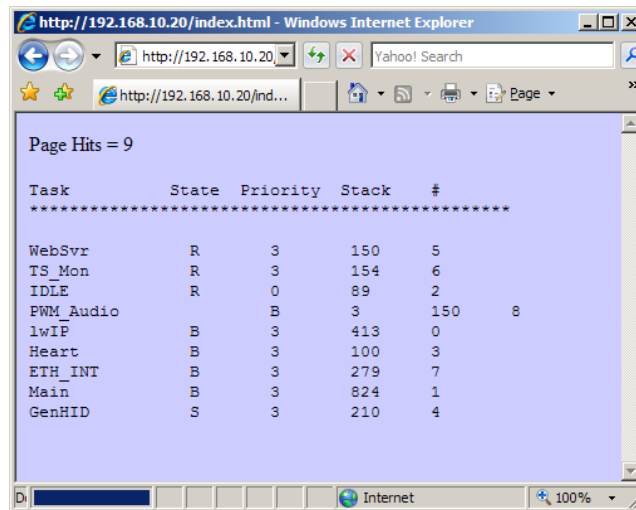 http://192.168.10.20/index.html - Windows Internet Explorer
http://192.168.10.20/
Yahoo! Search
http://192.168.10.20/ind...
Page
Page Hits = 9
Task State Priority Stack #
************************************************
WebSvr R 3 150 5
TS_Mon R 3 154 6
IDLE R 0 89 2
PWM_Audio B 3 150 8
lwIP B 3 413 0
Heart B 3 100 3
ETH_INT B 3 279 7
Main B 3 824 1
GenHID S 3 210 4
Internet 100%